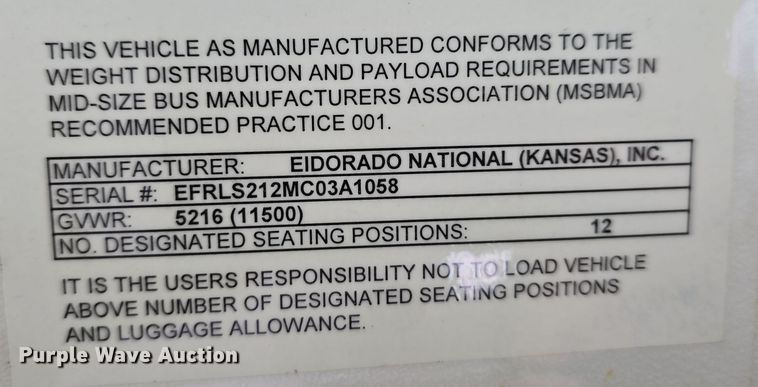 THIS VEHICLE AS MANUFACTURED CONFORMS TO THE
WEIGHT DISTRIBUTION AND PAYLOAD REQUIREMENTS IN
MID-SIZE BUS MANUFACTURERS ASSOCIATION (MSBMA)
RECOMMENDED PRACTICE 001.
MANUFACTURER: EIDORADO NATIONAL (KANSAS), INC.
SERIAL #: EFRLS212MC03A1058
GVWR: 5216 (11500)
NO. DESIGNATED SEATING POSITIONS: 12
IT IS THE USERS RESPONSIBILITY NOT TO LOAD VEHICLE
ABOVE NUMBER OF DESIGNATED SEATING POSITIONS
AND LUGGAGE ALLOWANCE.
Purple Wave Auction